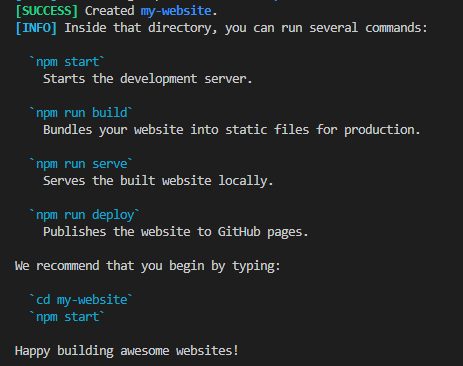 [SUCCESS] Created my-website.
[INFO] Inside that directory, you can run several commands:
`npm start`
Starts the development server.
`npm run build`
Bundles your website into static files for production.
`npm run serve`
Serves the built website locally.
`npm run deploy`
Publishes the website to GitHub pages.
We recommend that you begin by typing:
`cd my-website`
`npm start`
Happy building awesome websites!